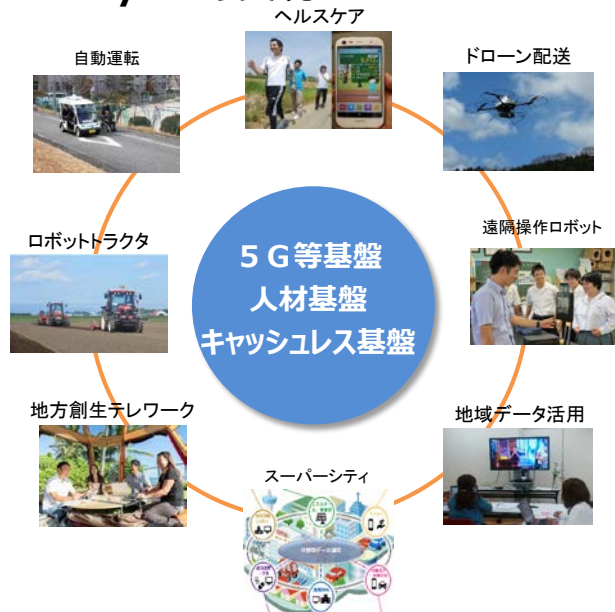 ヘルスケア
自動運転
ドローン配送
ロボットトラクタ
遠隔操作ロボット
５Ｇ等基盤
人材基盤
キャッシュレス基盤
地方創生テレワーク
地域データ活用
スーパーシティ